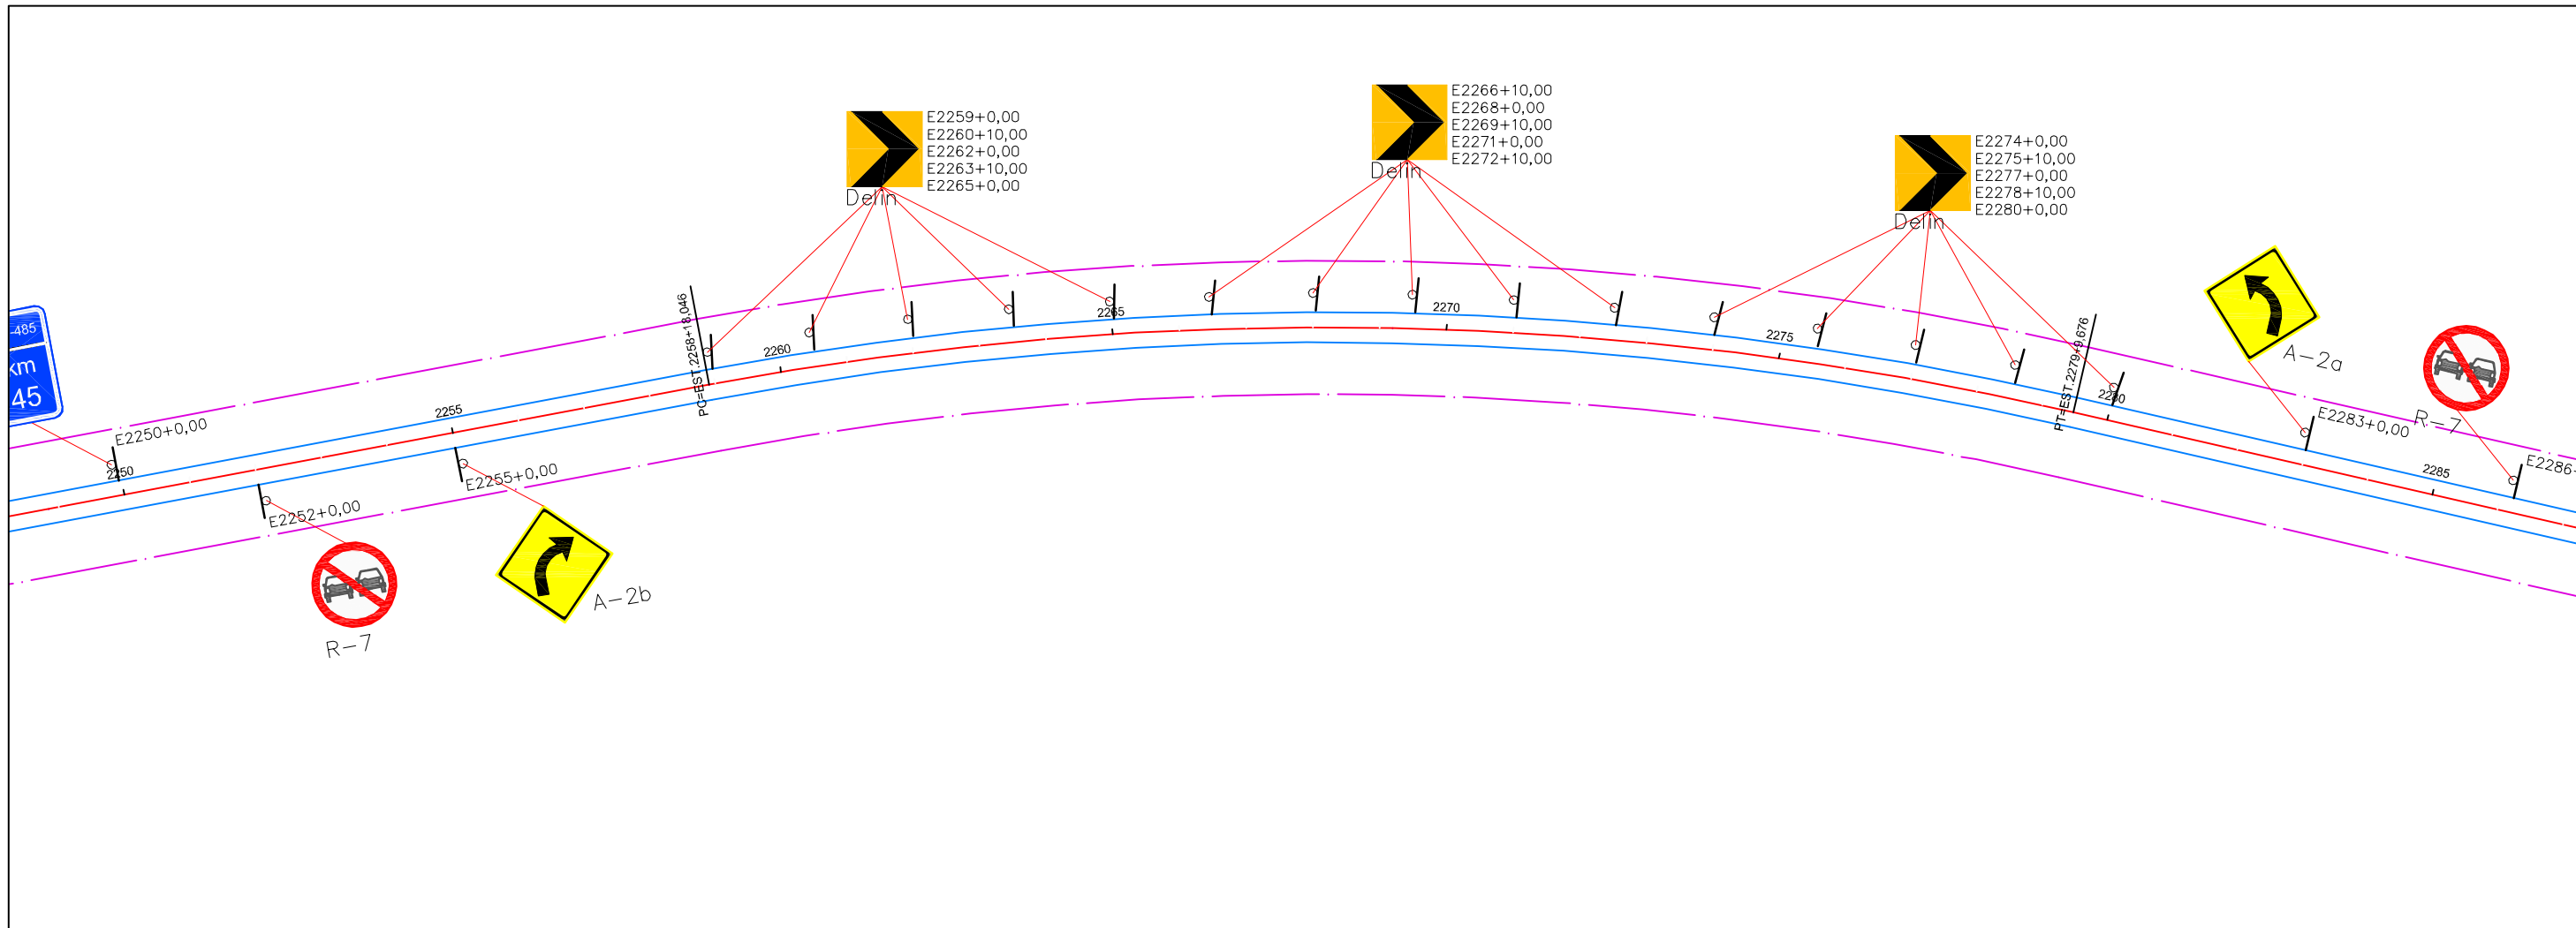 E2259+0,00
E2260+10,00
E2262+0,00
E2263+10,00
E2265+0,00
Delin
E2266+10,00
E2268+0,00
E2269+10,00
E2271+0,00
E2272+10,00
Delin
E2274+0,00
E2275+10,00
E2277+0,00
E2278+10,00
E2280+0,00
Delin
-485
km
45
E2250+0,00
2250
2255
PC=EST.2258+18,046
2260
2265
2270
2275
PT=EST.2279+9,676
2280
A-2a
E2283+0,00
R-7
2285
E2286-
E2252+0,00
R-7
E2255+0,00
A-2b